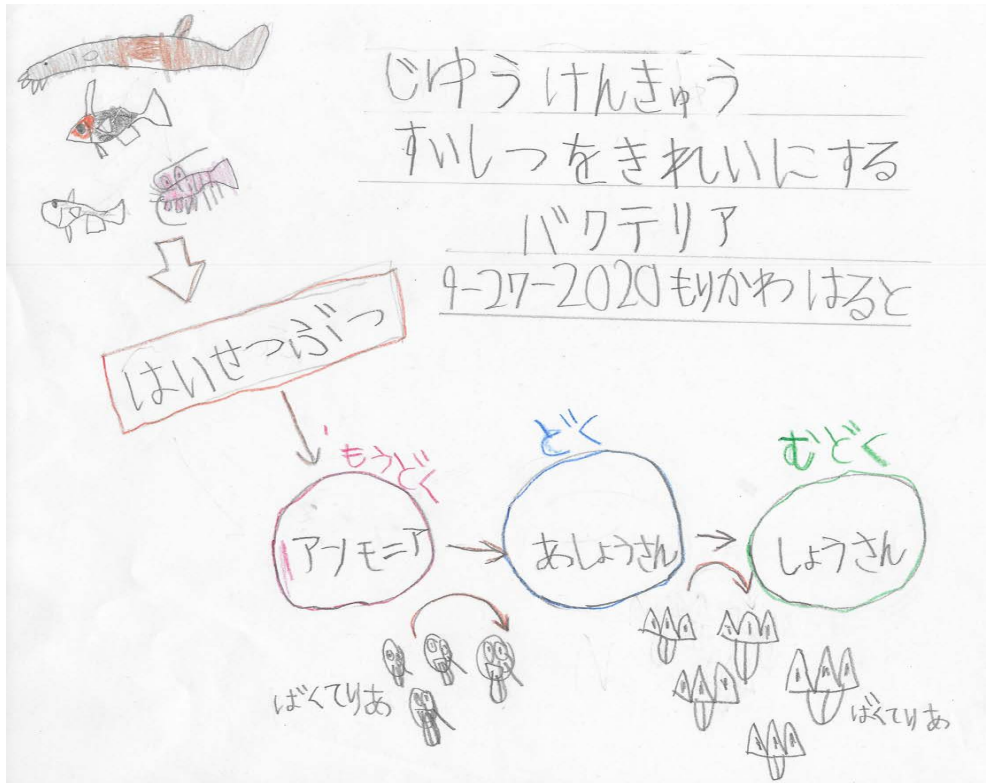 じゆうけんきゅう
すいしつをきれいにする
バクテリア
9-27-2020 もりかわ はると
はいせつぶつ
もうどく
どく
むどく
アンモニア
あっしょうさん
しょうさん
ばくてりあ
ばくてりあ